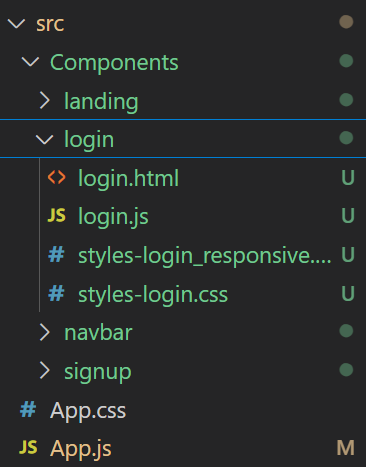 src
Components
landing
login
<> login.html U
JS login.js U
# styles-login_responsive.... U
# styles-login.css U
navbar
signup
# App.css
JS App.js M